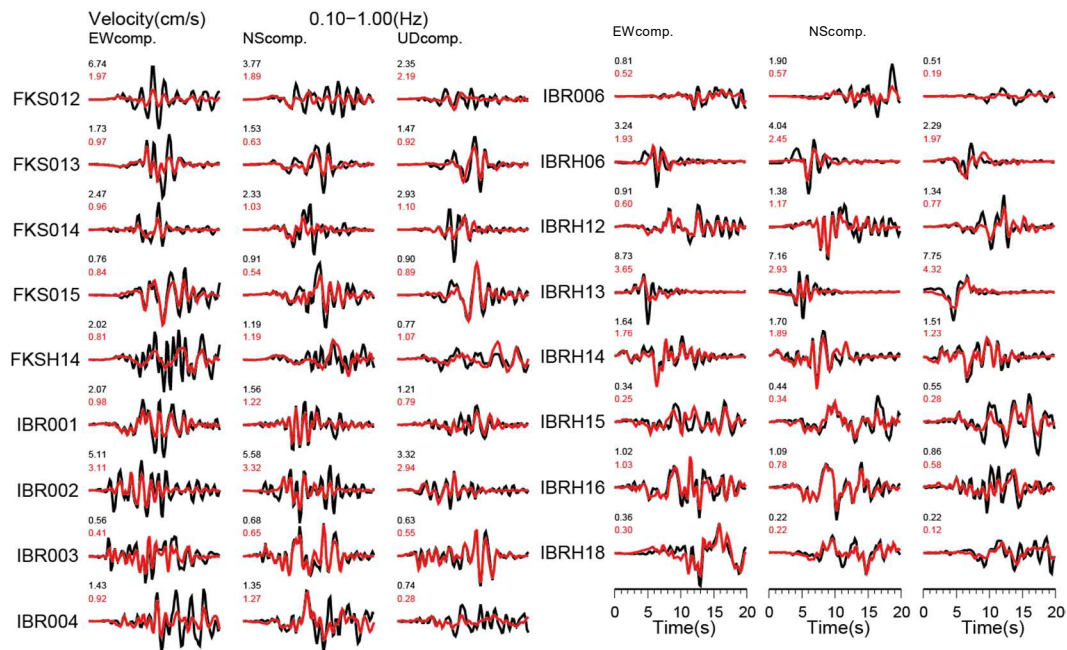 Velocity(cm/s) 0.10−1.00(Hz)
EWcomp. NScomp. UDcomp.
6.74 3.77 2.35
1.97 1.89 2.19
FKS012
1.73 1.53 1.47
0.97 0.63 0.92
FKS013
2.47 2.33 2.93
0.96 1.03 1.10
FKS014
0.76 0.91 0.90
0.84 0.54 0.89
FKS015
2.02 1.19 0.77
0.81 1.19 1.07
FKSH14
2.07 1.56 1.21
0.98 1.22 0.79
IBR001
5.11 5.58 3.32
3.11 3.32 2.94
IBR002
0.56 0.68 0.63
0.41 0.65 0.55
IBR003
1.43 1.35 0.74
0.92 1.27 0.28
IBR004
EWcomp. NScomp.
0.81 1.90 0.51
0.52 0.57 0.19
IBR006
3.24 4.04 2.29
1.93 2.45 1.97
IBRH06
0.91 1.38 1.34
0.60 1.17 0.77
IBRH12
8.73 7.16 7.75
3.65 2.93 4.32
IBRH13
1.64 1.70 1.51
1.76 1.89 1.23
IBRH14
0.34 0.44 0.55
0.25 0.34 0.28
IBRH15
1.02 1.09 0.86
1.03 0.78 0.58
IBRH16
0.36 0.22 0.22
0.30 0.22 0.12
IBRH18
0 5 10 15 20 0 5 10 15 20 0 5 10 15 20
Time(s) Time(s) Time(s)